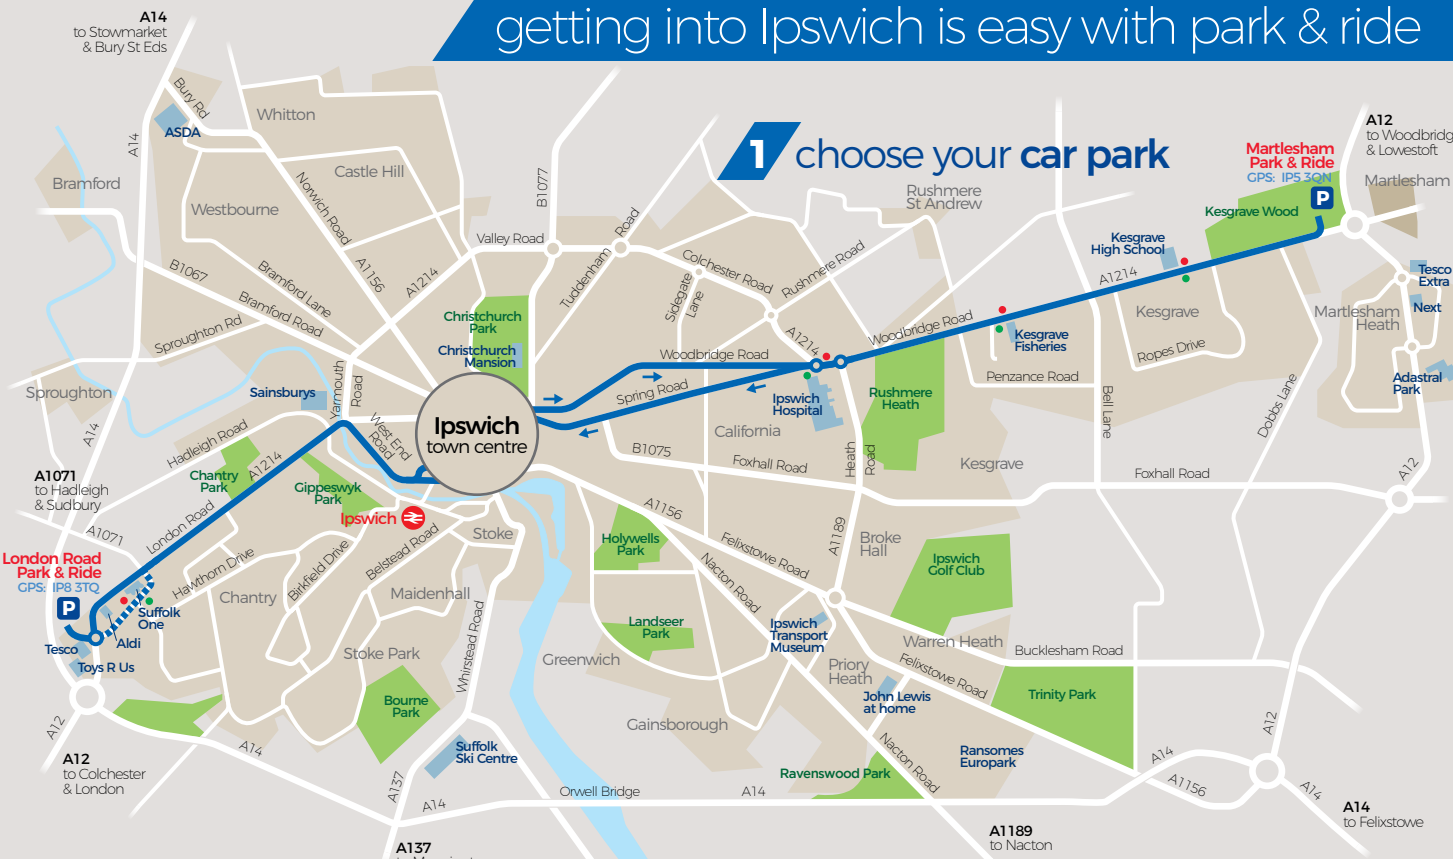 getting into Ipswich is easy with park & ride
1 choose your car park
A14
to Stowmarket
& Bury St Eds
A14
Bury Rd
ASDA
Whitton
Castle Hill
Bramford
Westbourne
Norwich Road
A1156
A1214
B1067
Bramford Lane
Bramford Road
Sproughton Rd
Sproughton
A14
Valley Road
B1077
Tuddenham
Road
Colchester Road
Sidegate
Lane
Rushmere Road
Rushmere
St Andrew
A1214
Christchurch
Park
Christchurch
Mansion
Woodbridge Road
Spring Road
Woodbridge Road
A1214
Kesgrave
High School
Kesgrave
Fisheries
Kesgrave
Ropes Drive
Penzance Road
Bell Lane
Dobbs Lane
Martlesham
Park & Ride
GPS: IP5 3QN
P
Kesgrave Wood
A12
to Woodbridg
& Lowestoft
Martlesham
Tesco
Extra
Next
Martlesham
Heath
Adastral
Park
A12
Sainsburys
Yarmouth
Road
West End
Road
Ipswich
town centre
Hadleigh Road
A1214
Chantry
Park
Gippeswyk
Park
Ipswich
London Road
A1071
to Hadleigh
& Sudbury
A1071
London Road
Park & Ride
GPS: IP8 3TQ
P
Suffolk
One
Aldi
Tesco
Toys R Us
Hawthorn Drive
Chantry
Birkfield Drive
Belstead Road
Stoke
Maidenhall
Stoke Park
Whirstead Road
Bourne
Park
Suffolk
Ski Centre
A12
A12
to Colchester
& London
A14
A137
A14
A137
Orwell Bridge
A14
Ipswich
Hospital
California
Rushmere
Heath
Heath
Road
B1075
Foxhall Road
Kesgrave
Foxhall Road
A1156
Felixstowe Road
A1189
Broke
Hall
Holywells
Park
Nacton Road
Ipswich
Golf Club
Landseer
Park
Greenwich
Ipswich
Transport
Museum
Priory
Heath
Warren Heath
Bucklesham Road
Felixstowe Road
John Lewis
at home
Trinity Park
Gainsborough
Ransomes
Europark
Ravenswood Park
Nacton Road
A12
A14
A1156
A14
A14
to Felixstowe
A1189
to Nacton